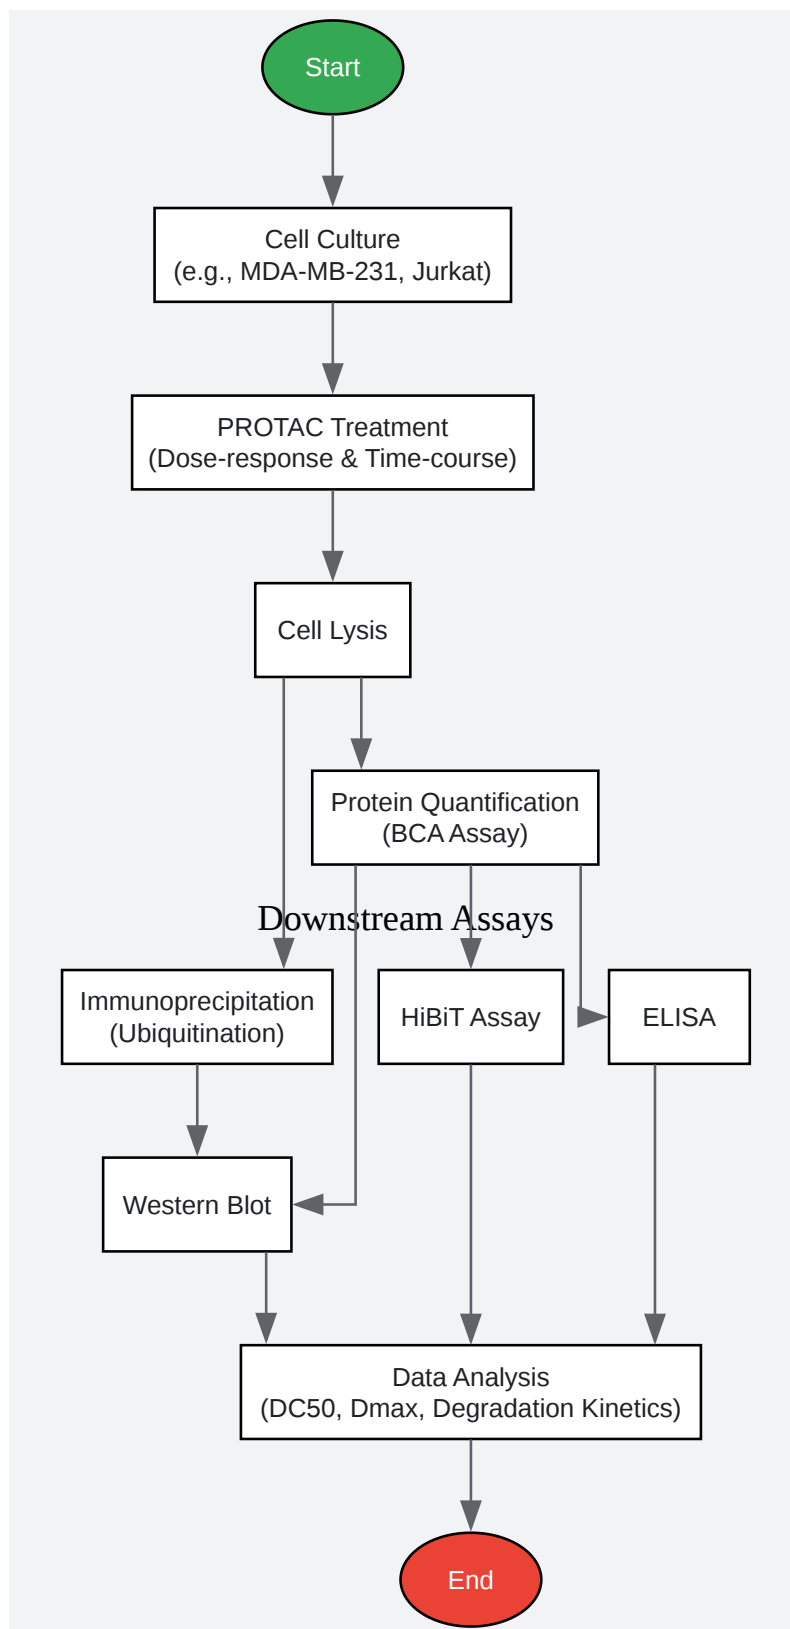 Start
Cell Culture
(e.g., MDA-MB-231, Jurkat)
PROTAC Treatment
(Dose-response & Time-course)
Cell Lysis
Protein Quantification
(BCA Assay)
Downstream Assays
Immunoprecipitation
(Ubiquitination)
HiBiT Assay
ELISA
Western Blot
Data Analysis
(DC50, Dmax, Degradation Kinetics)
End